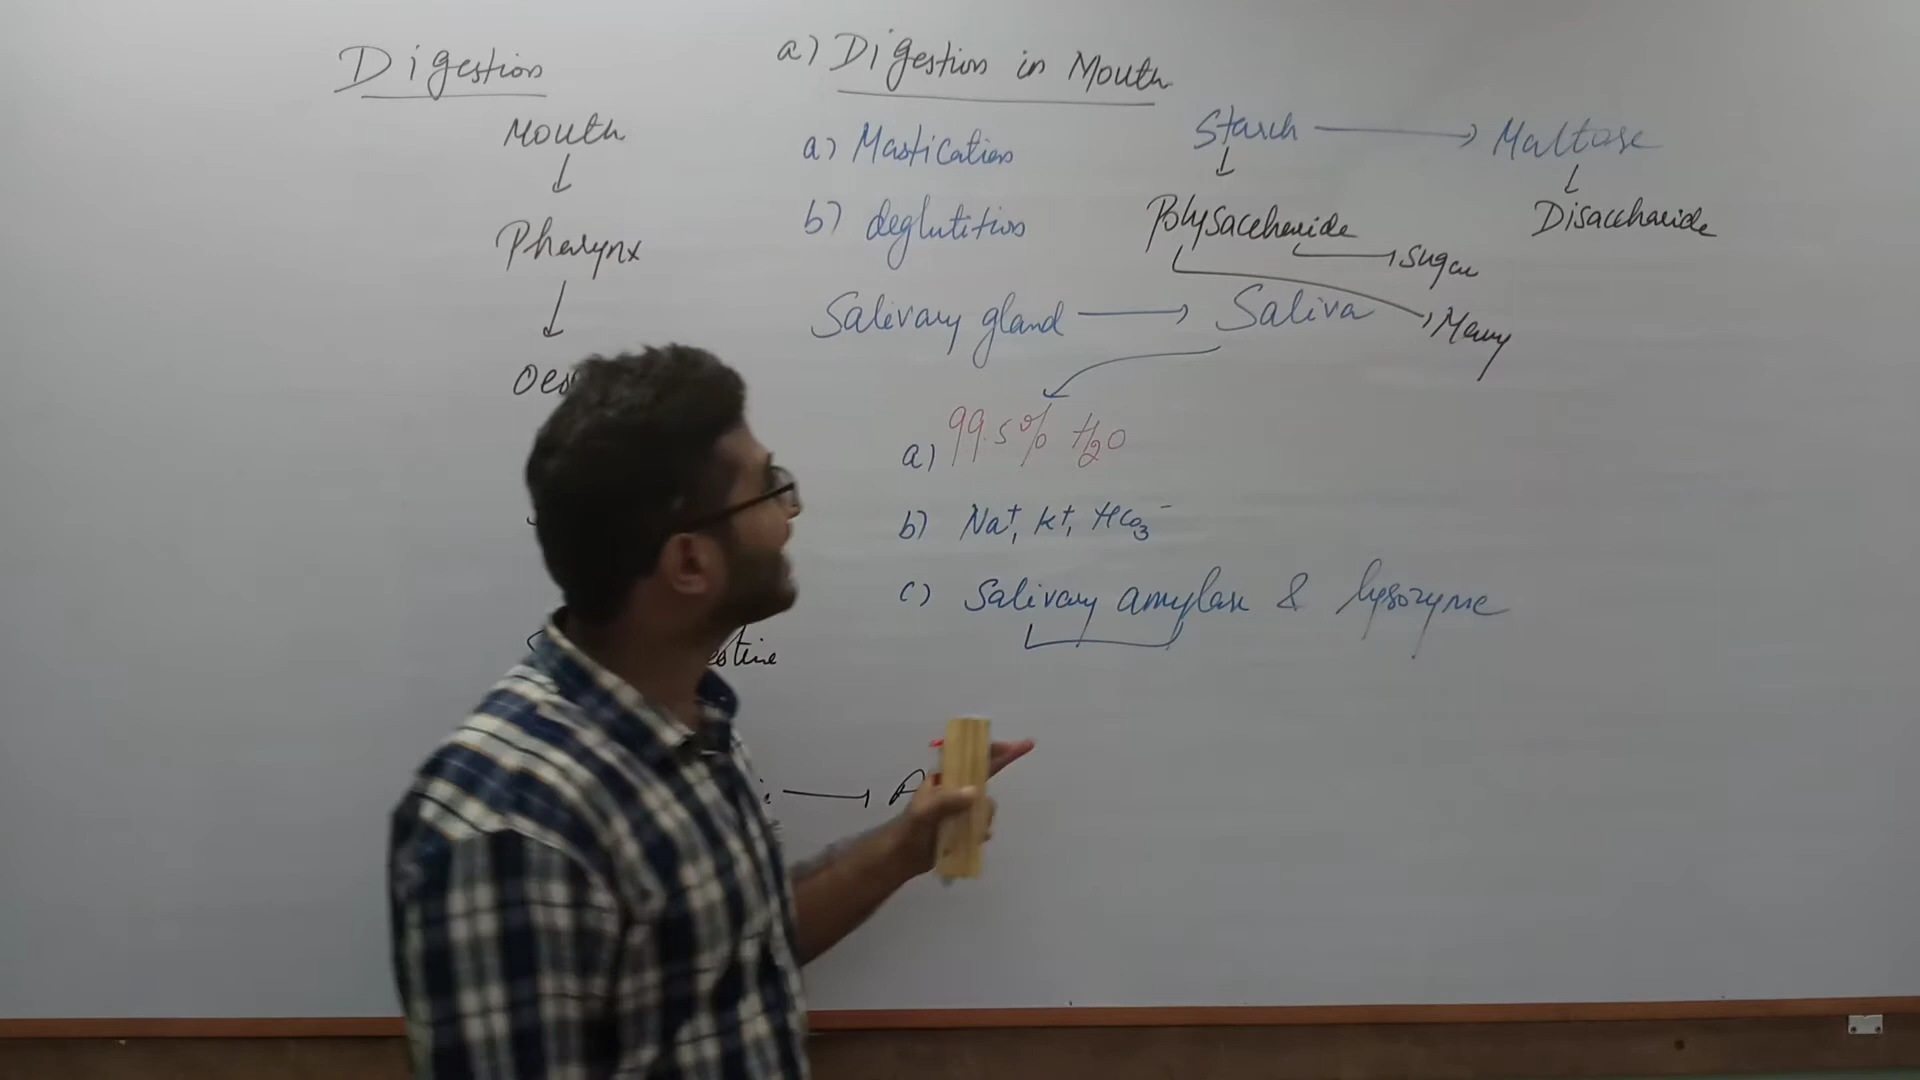 Digestion
Mouth
Pharynx
a) Digestion in Mouth
a) Mastication
b) deglutition
Starch → Maltose
Polysaccharide
Disaccharide
Sugar
Many
Salivary gland → Saliva
a) 99.5% H2O
b) Na+, K+, HCO3-
c) Salivary amylase & lysozyme